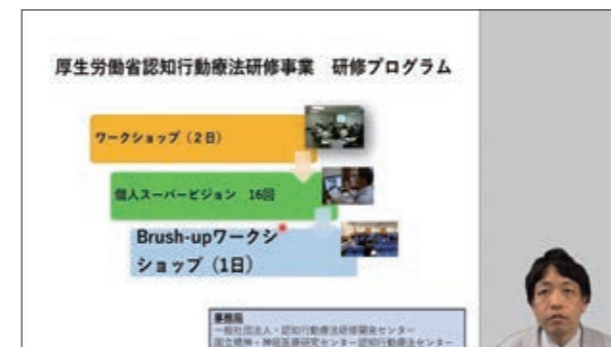 厚生労働省認知行動療法研修事業 研修プログラム
ワークショップ（2日）
個人スーパービジョン 16回
Brush-upワークシ
ショップ（1日）
事務局
一般社団法人・認知行動療法研修開発センター
国立精神・神経医療研究センター認知行動療法センター